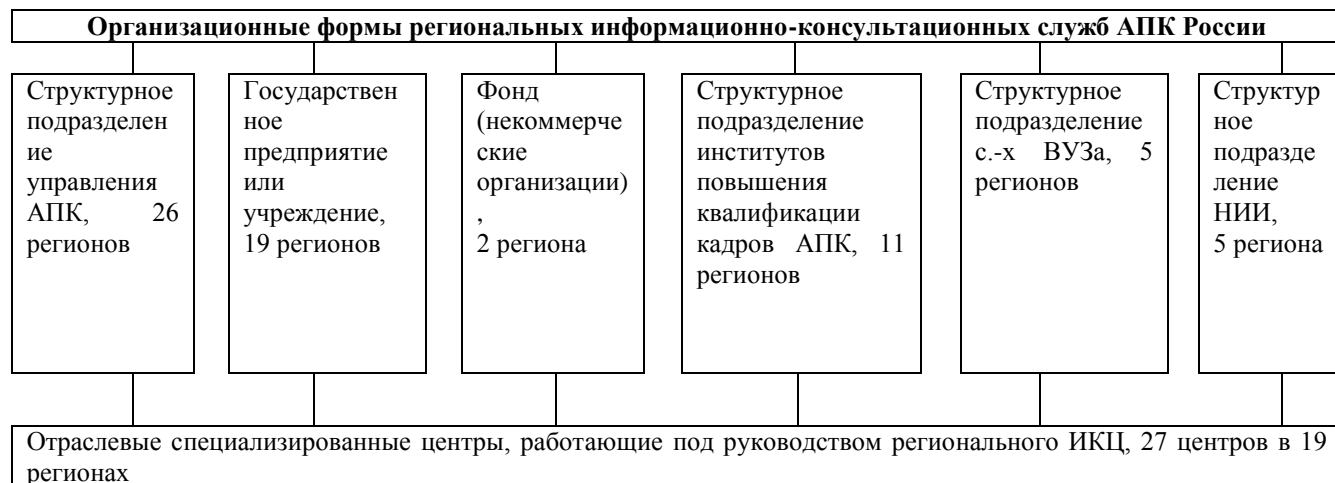 Организационные формы региональных информационно-консультационных служб АПК России
Структурное
подразделен
ие
управления
АПК, 26
регионов
Государствен
ное
предприятие
или
учреждение,
19 регионов
Фонд
(некоммерче
ские
организации)
,
2 региона
Структурное
подразделение
институтов
повышения
квалификации
кадров АПК, 11
регионов
Структурное
подразделение
с.-х ВУЗа, 5
регионов
Структур
ное
подразде
ление
НИИ,
5 региона
Отраслевые специализированные центры, работающие под руководством регионального ИКЦ, 27 центров в 19
регионах